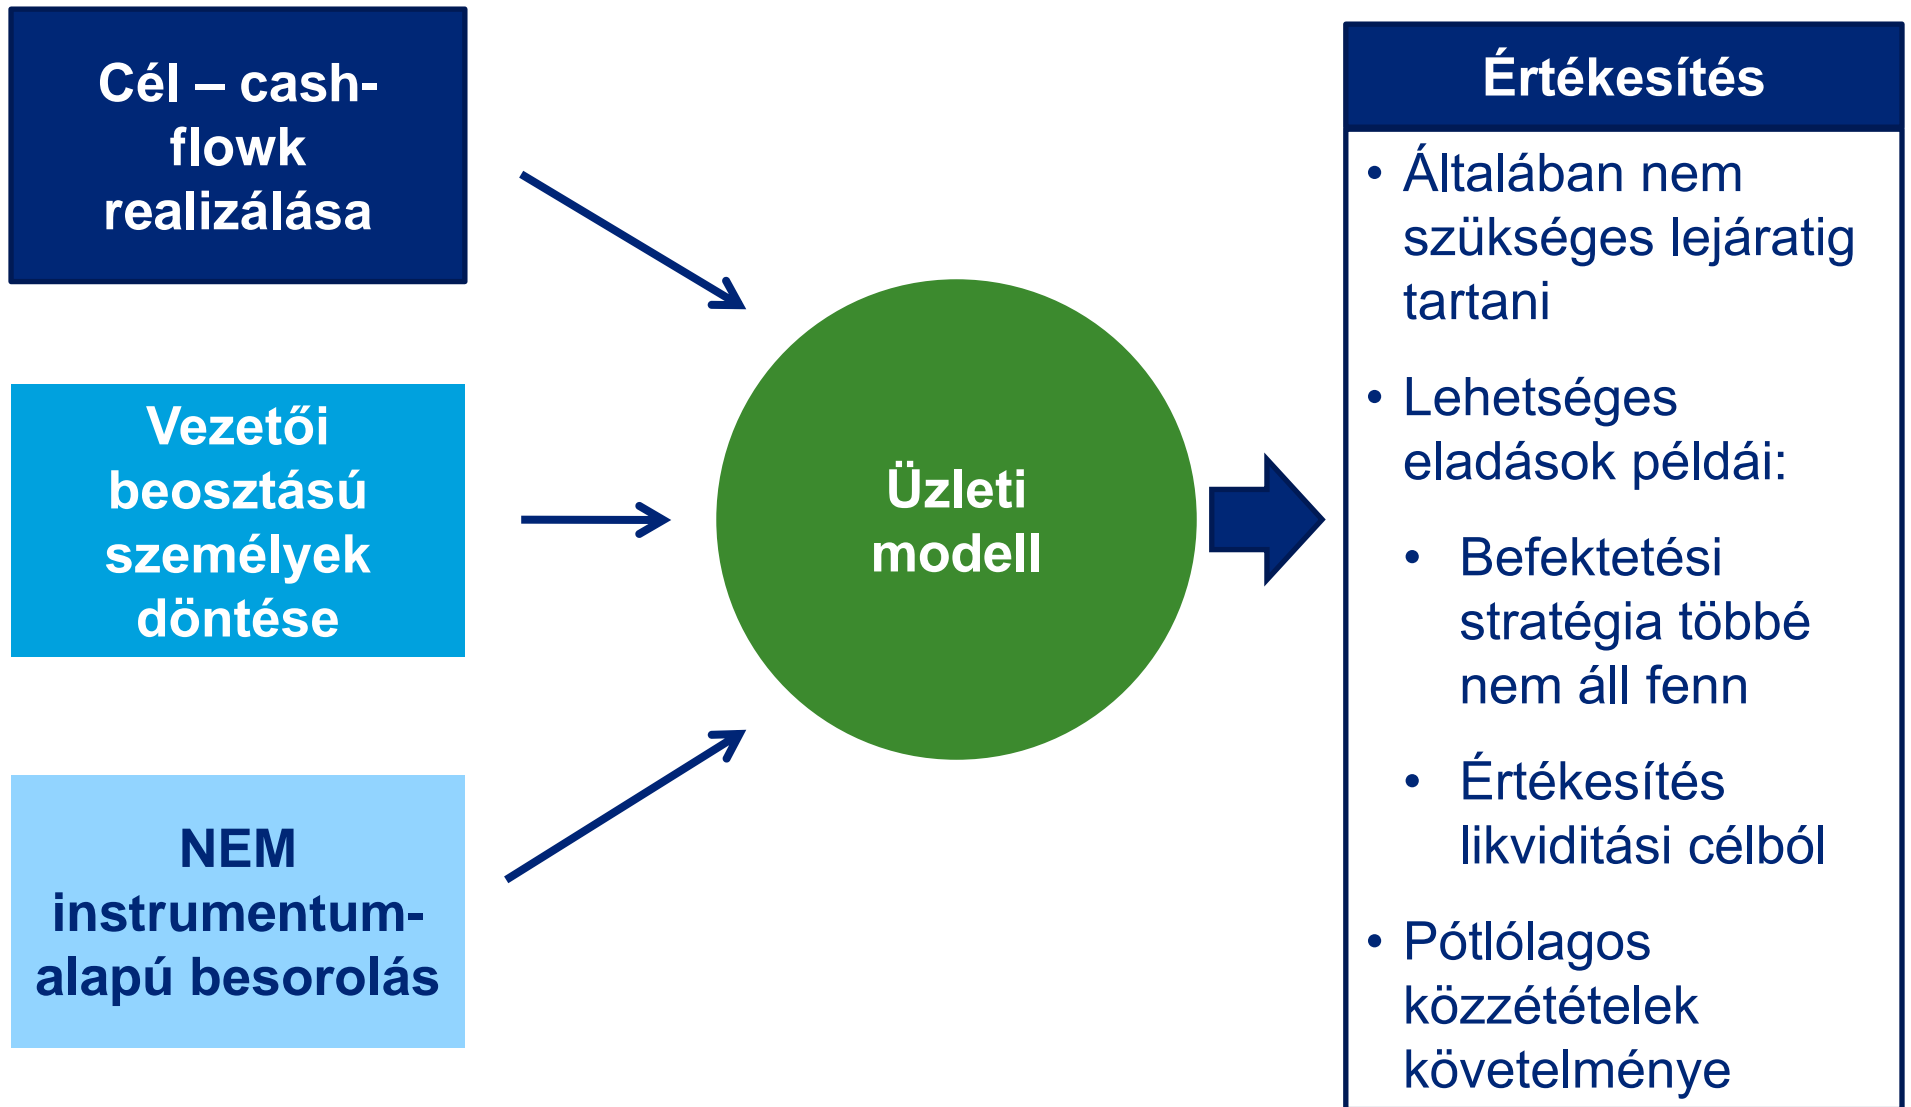 Cél – cash-
flowk
realizálása
Vezetői
beosztású
személyek
döntése
NEM
instrumentum-
alapú besorolás
Üzleti
modell
Értékesítés
• Általában nem
szükséges lejáratig
tartani
• Lehetséges
eladások példái:
• Befektetési
stratégia többé
nem áll fenn
• Értékesítés
likviditási célból
• Pótlólagos
közzétételek
követelménye